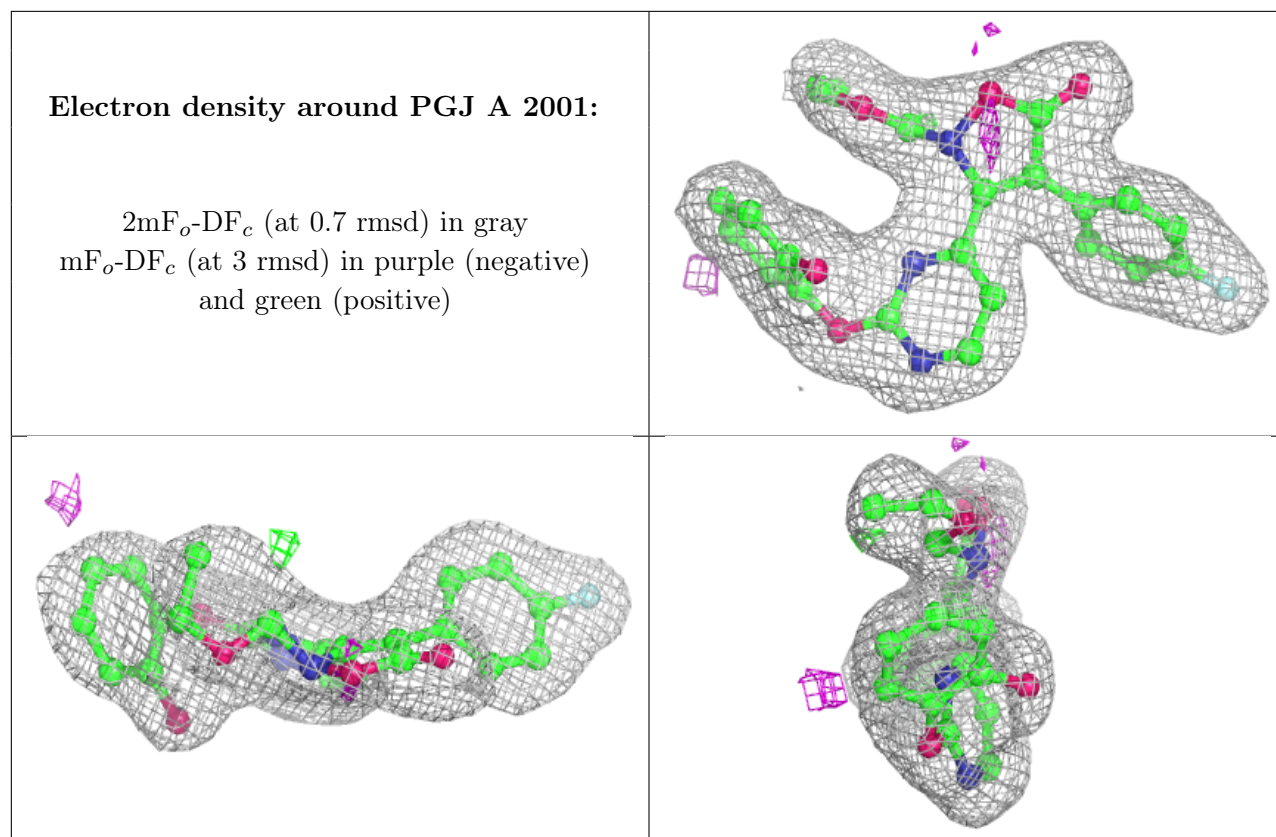 Electron density around PGJ A 2001:
2mFo-DFc (at 0.7 rmsd) in gray
mFo-DFc (at 3 rmsd) in purple (negative)
and green (positive)